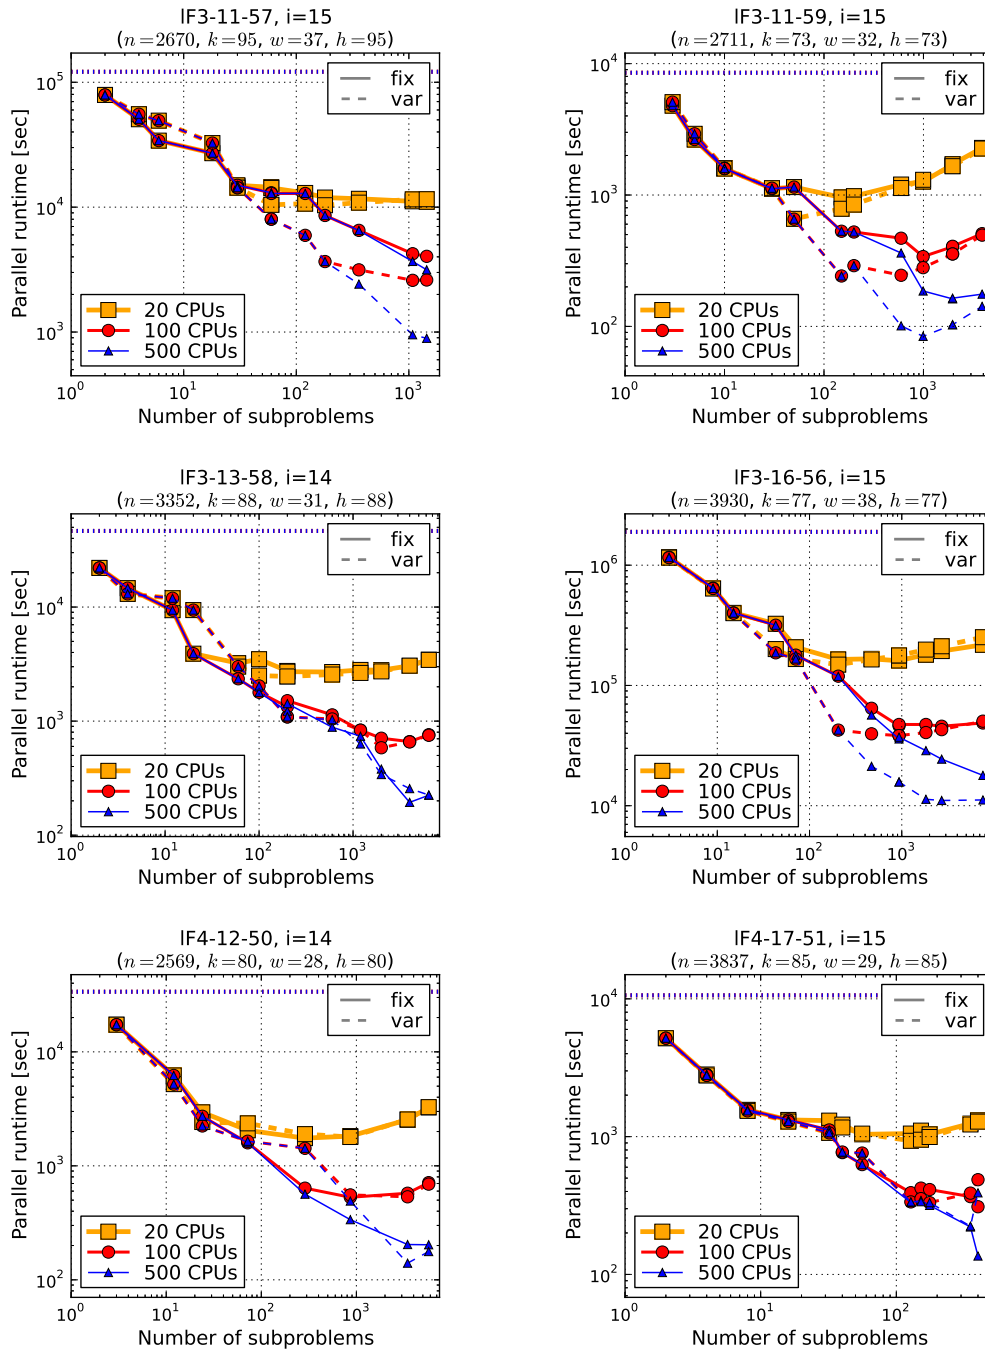 lF3-11-57, i=15
(n=2670, k=95, w=37, h=95)
10^5
10^4
10^3
Parallel runtime [sec]
fix
var
20 CPUs
100 CPUs
500 CPUs
10^0
10^1
10^2
10^3
Number of subproblems
lF3-11-59, i=15
(n=2711, k=73, w=32, h=73)
10^4
10^3
10^2
Parallel runtime [sec]
fix
var
20 CPUs
100 CPUs
500 CPUs
10^0
10^1
10^2
10^3
Number of subproblems
lF3-13-58, i=14
(n=3352, k=88, w=31, h=88)
10^4
10^3
10^2
Parallel runtime [sec]
fix
var
20 CPUs
100 CPUs
500 CPUs
10^0
10^1
10^2
10^3
Number of subproblems
lF3-16-56, i=15
(n=3930, k=77, w=38, h=77)
10^6
10^5
10^4
Parallel runtime [sec]
fix
var
20 CPUs
100 CPUs
500 CPUs
10^0
10^1
10^2
10^3
Number of subproblems
lF4-12-50, i=14
(n=2569, k=80, w=28, h=80)
10^4
10^3
10^2
Parallel runtime [sec]
fix
var
20 CPUs
100 CPUs
500 CPUs
10^0
10^1
10^2
10^3
Number of subproblems
lF4-17-51, i=15
(n=3837, k=85, w=29, h=85)
10^4
10^3
10^2
Parallel runtime [sec]
fix
var
20 CPUs
100 CPUs
500 CPUs
10^0
10^1
10^2
Number of subproblems